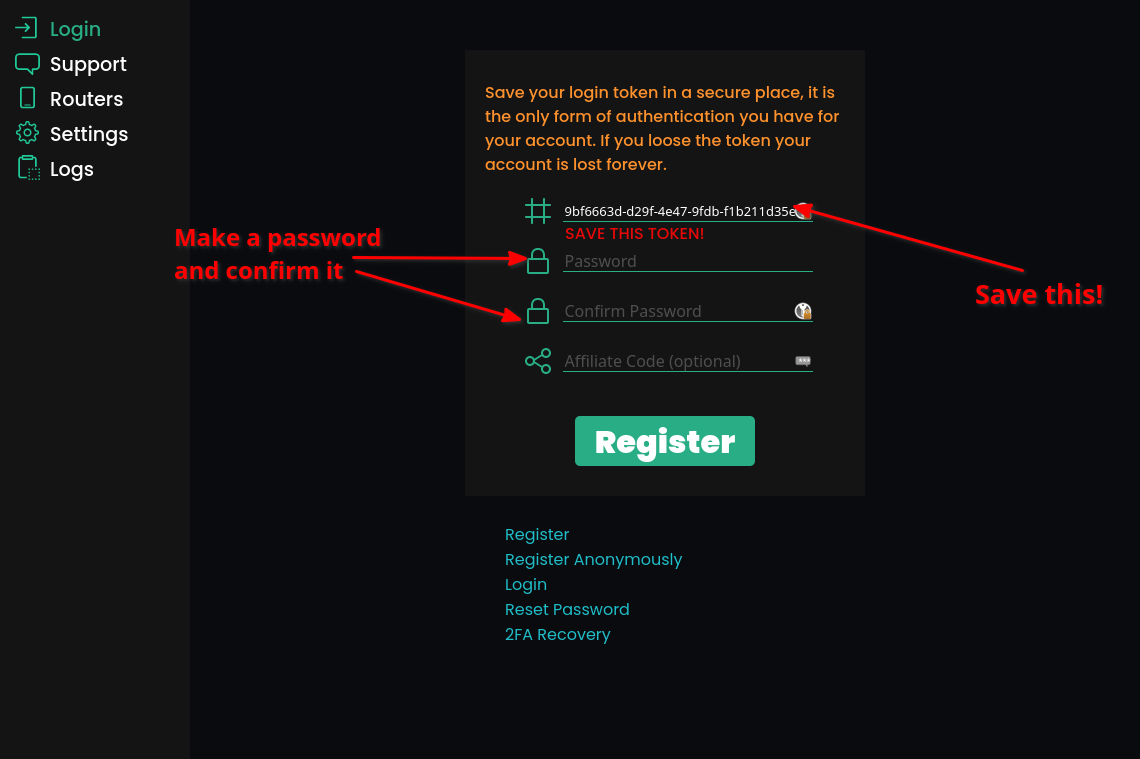 Login
Support
Routers
Settings
Logs
Save your login token in a secure place, it is
the only form of authentication you have for
your account. If you loose the token your
account is lost forever.
9bf6663d-d29f-4e47-9fdb-f1b211d35e
SAVE THIS TOKEN!
Make a password
and confirm it
Password
Save this!
Confirm Password
Affiliate Code (optional)
Register
Register
Register Anonymously
Login
Reset Password
2FA Recovery